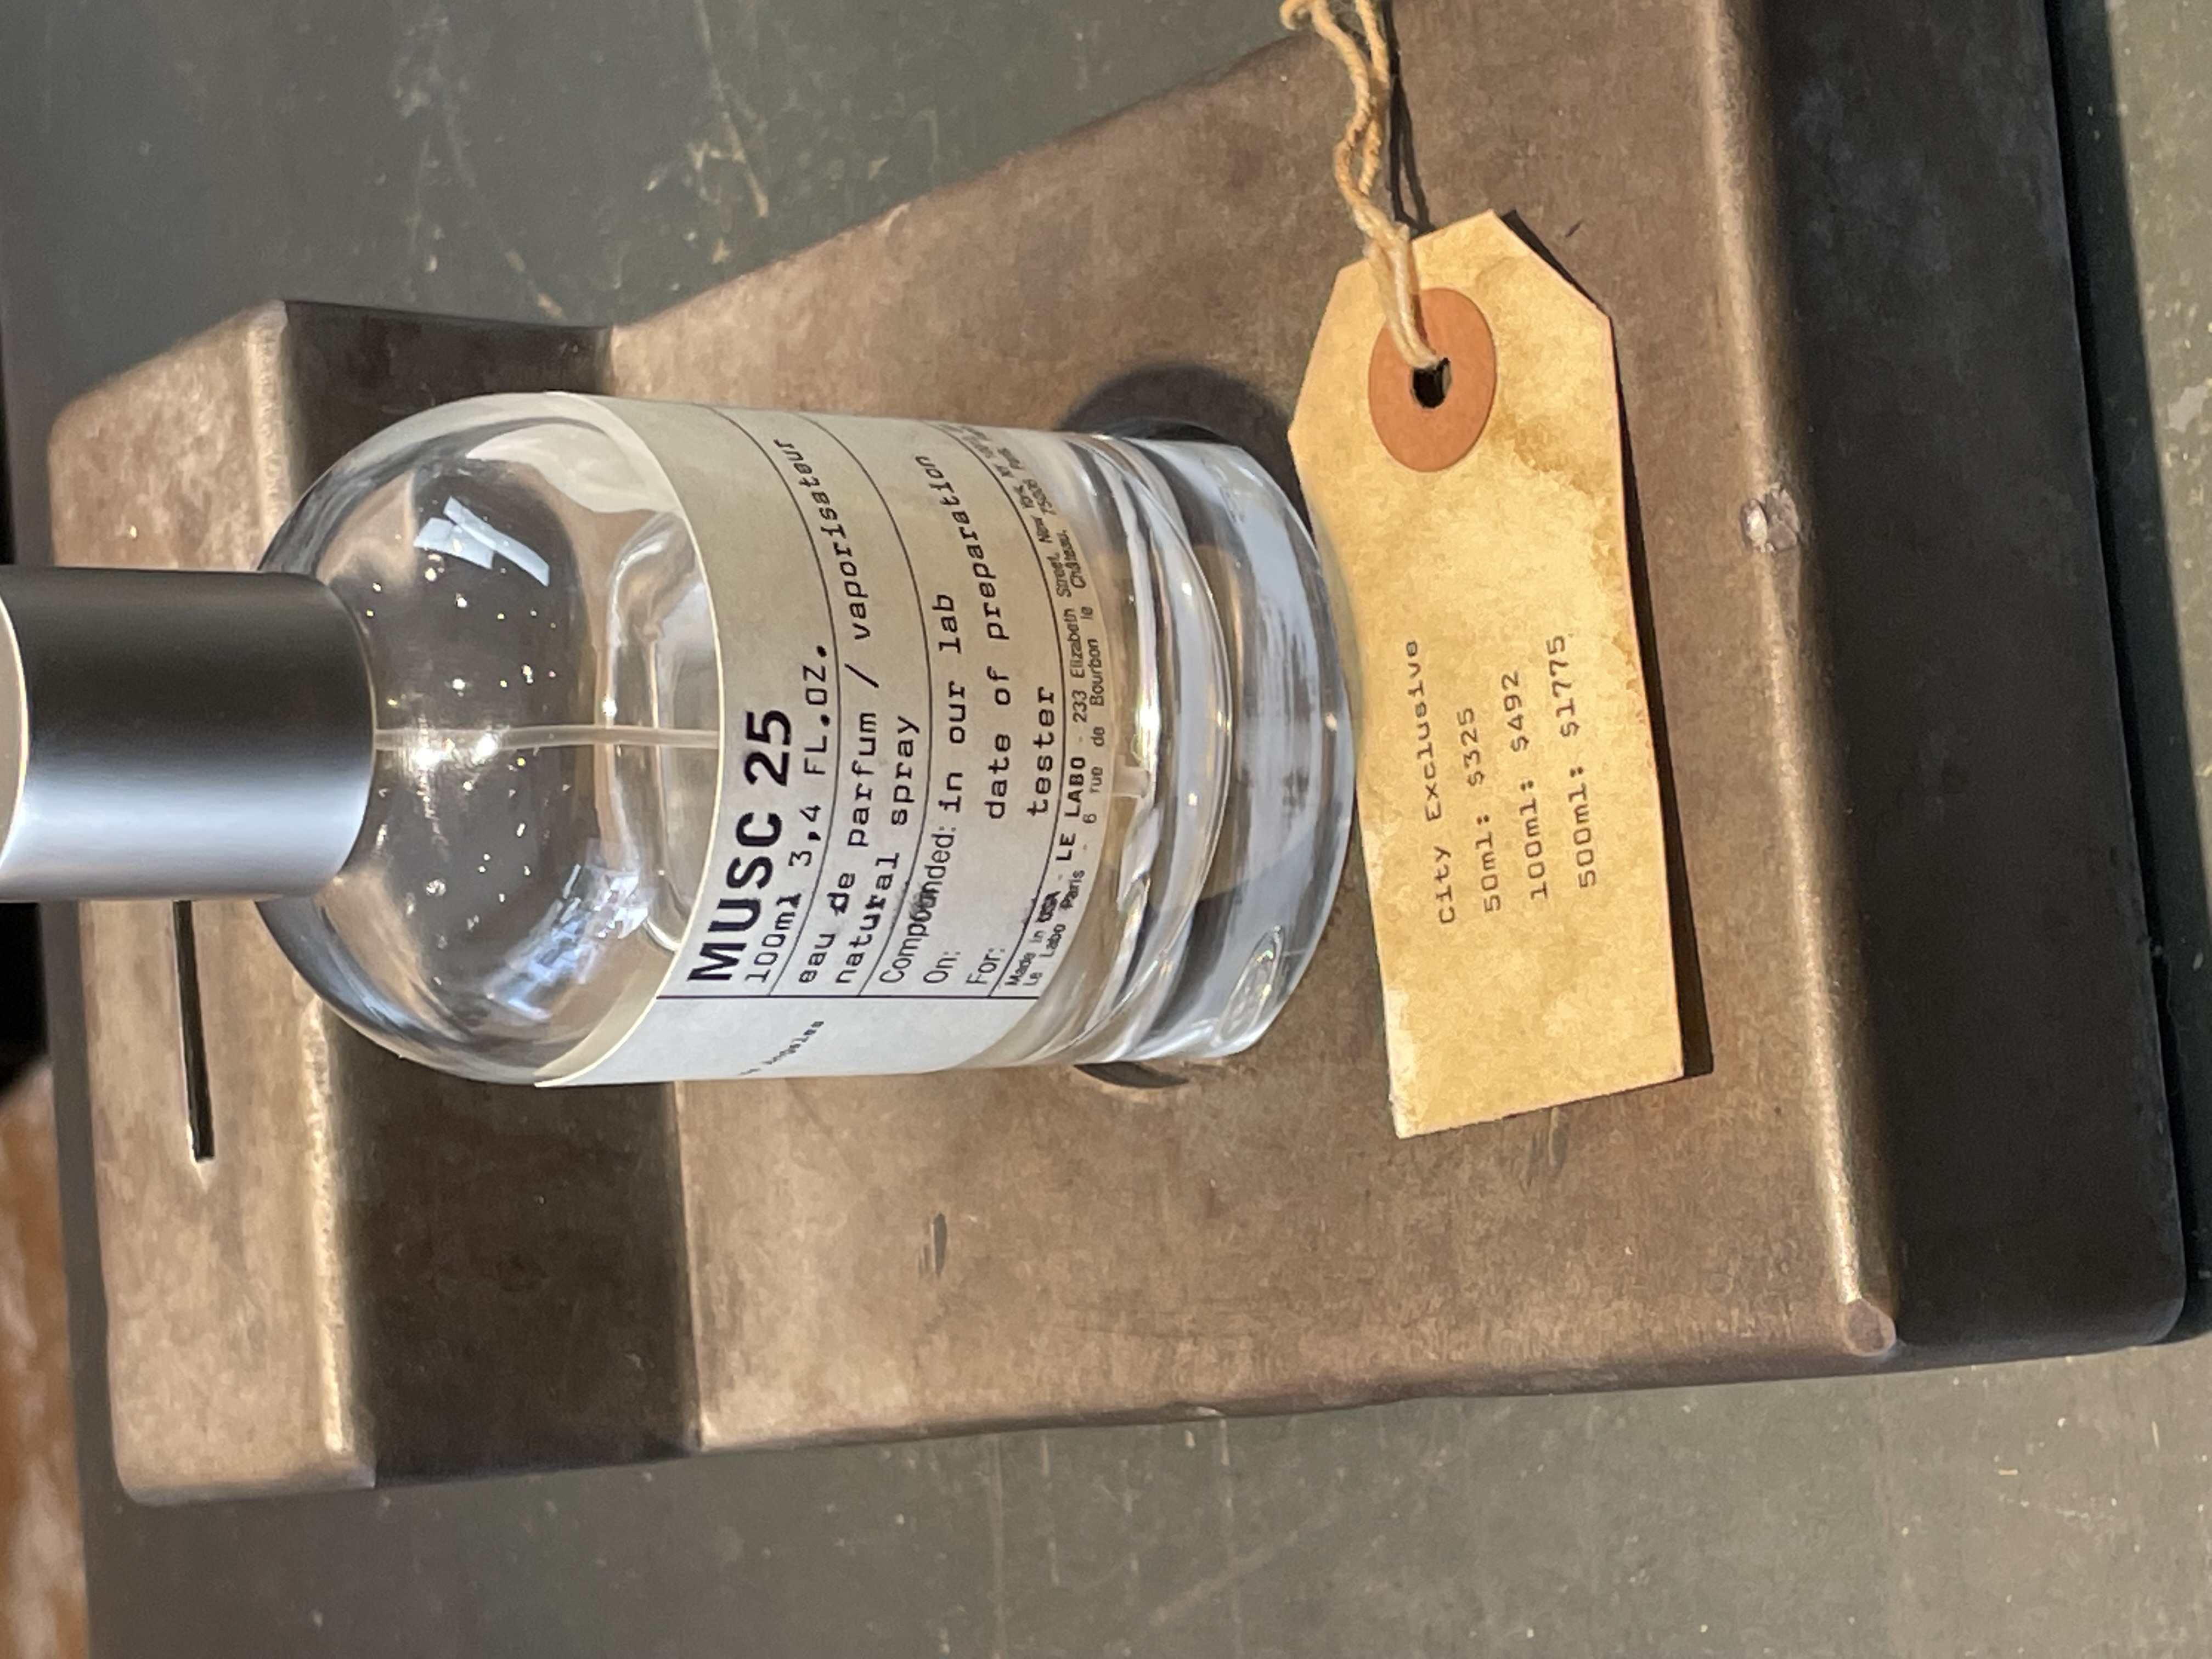 MUSC 25
100ml 3,4 FL.OZ.
eau de parfum / vaporisateur
natural spray
Compounded: in our lab
On: date of preparation
For: tester
Made in USA - LE LABO - 233 Elizabeth Street, New York, NY
Le Labo Paris - 6 rue de Bourbon le Château, 75006 Paris,
Angeles
City Exclusive
50ml: $325
100ml: $492
500ml: $1775